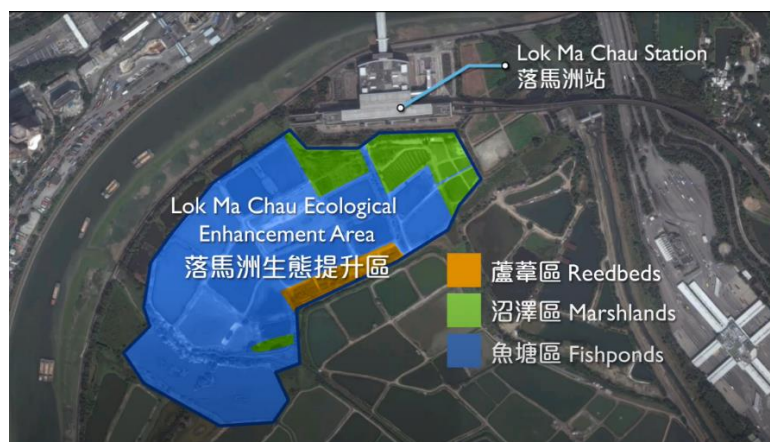 Lok Ma Chau Station
落馬洲站
Lok Ma Chau Ecological
Enhancement Area
落馬洲生態提升區
蘆葦區 Reedbeds
沼澤區 Marshlands
魚塘區 Fishponds